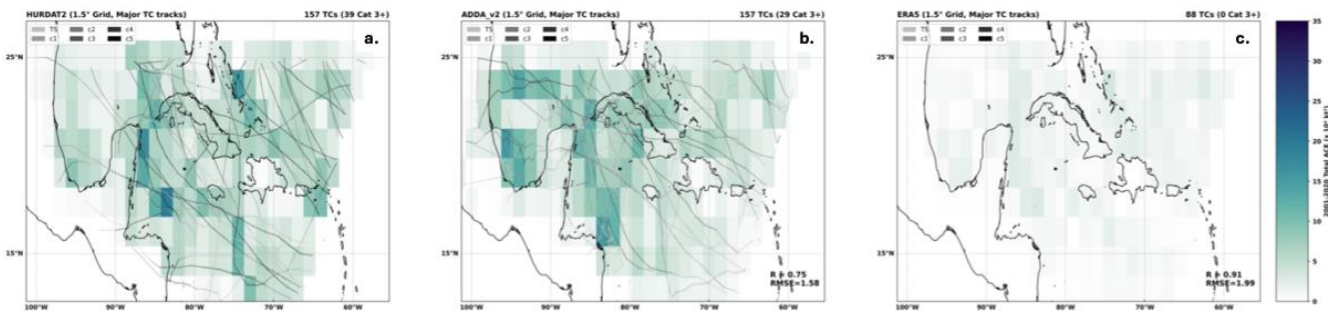 HURDAT2 (1.5° Grid, Major TC tracks) 157 TCs (39 Cat 3+)
TS c2 c4
c1 c3 c5
a.
25°N
15°N
100°W 90°W 80°W 70°W 60°W
ADDA_v2 (1.5° Grid, Major TC tracks) 157 TCs (29 Cat 3+)
TS c2 c4
c1 c3 c5
b.
25°N
15°N
R = 0.75
RMSE=1.58
100°W 90°W 80°W 70°W 60°W
ERA5 (1.5° Grid, Major TC tracks) 88 TCs (0 Cat 3+)
TS c2 c4
c1 c3 c5
c.
25°N
15°N
R = 0.91
RMSE=1.99
100°W 90°W 80°W 70°W 60°W
35
30
25
20
15
10
5
0
2001-2020 Total ACE